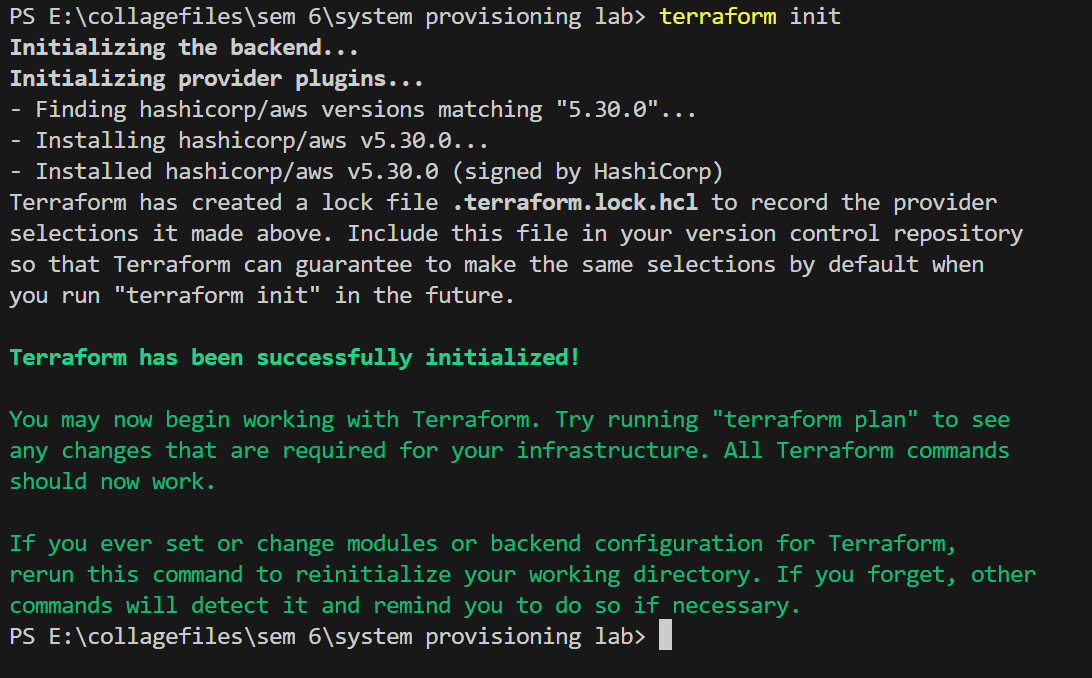 PS E:\collagefiles\sem 6\system provisioning lab> terraform init
Initializing the backend...
Initializing provider plugins...
- Finding hashicorp/aws versions matching "5.30.0"...
- Installing hashicorp/aws v5.30.0...
- Installed hashicorp/aws v5.30.0 (signed by HashiCorp)
Terraform has created a lock file .terraform.lock.hcl to record the provider
selections it made above. Include this file in your version control repository
so that Terraform can guarantee to make the same selections by default when
you run "terraform init" in the future.

Terraform has been successfully initialized!

You may now begin working with Terraform. Try running "terraform plan" to see
any changes that are required for your infrastructure. All Terraform commands
should now work.

If you ever set or change modules or backend configuration for Terraform,
rerun this command to reinitialize your working directory. If you forget, other
commands will detect it and remind you to do so if necessary.
PS E:\collagefiles\sem 6\system provisioning lab>